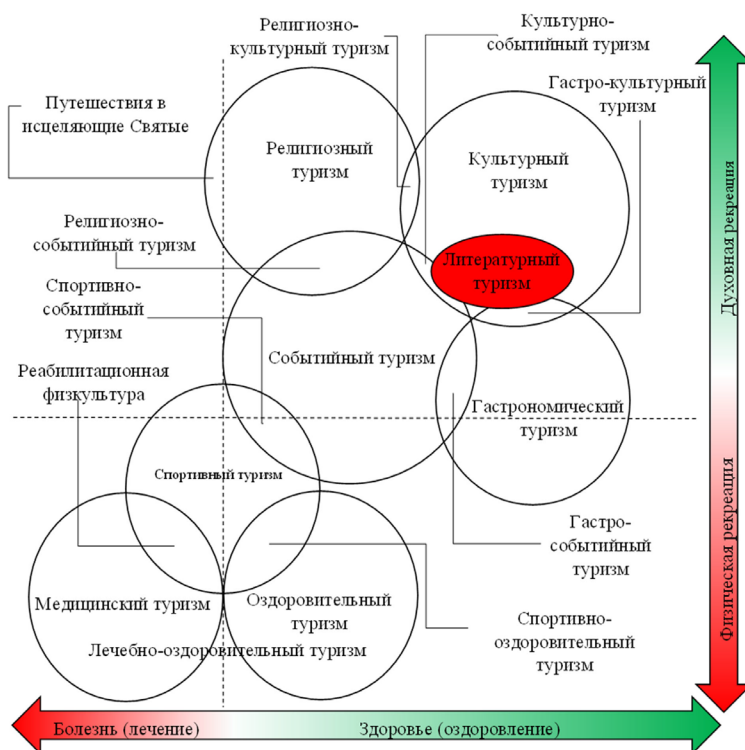 Религиозно-
культурный туризм
Культурно-
событийный туризм
Гастро-культурный
туризм
Путешествия в
исцеляющие Святые
Религиозный
туризм
Культурный
туризм
Религиозно-
событийный туризм
Литературный
туризм
Спортивно-
событийный
туризм
Событийный туризм
Реабилитационная
физкультура
Гастрономический
туризм
Спортивный туризм
Гастро-
событийный
туризм
Медицинский туризм
Оздоровительный
туризм
Спортивно-
оздоровительный
туризм
Лечебно-оздоровительный туризм
Духовная рекреация
Физическая рекреация
Болезнь (лечение)
Здоровье (оздоровление)